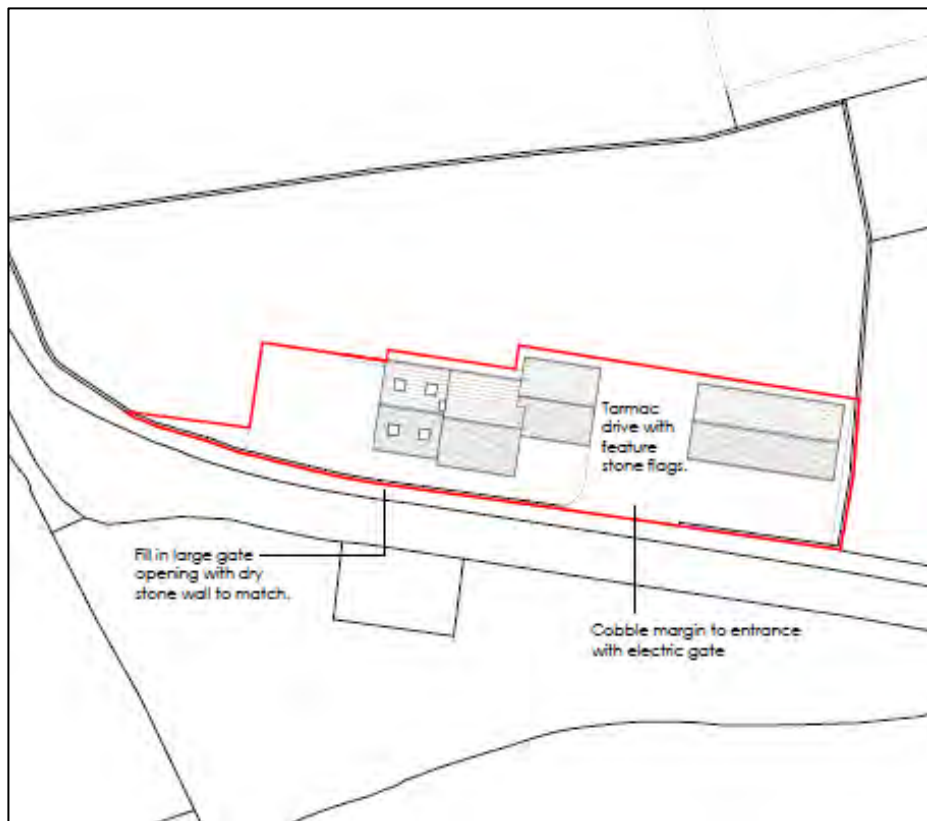 Tarmac
drive with
feature
stone flags.
Fill in large gate
opening with dry
stone wall to match.
Cobble margin to entrance
with electric gate